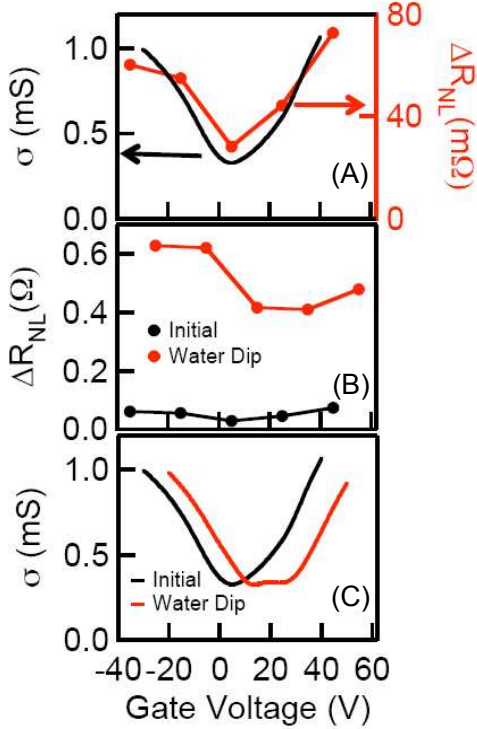 1.0
0.5
0.0
σ (mS)
80
40
0
ΔR_NL(mΩ)
(A)
0.6
0.4
0.2
0.0
ΔR_NL(Ω)
Initial
Water Dip
(B)
1.0
0.5
0.0
σ (mS)
Initial
Water Dip
(C)
-40 -20 0 20 40 60
Gate Voltage (V)